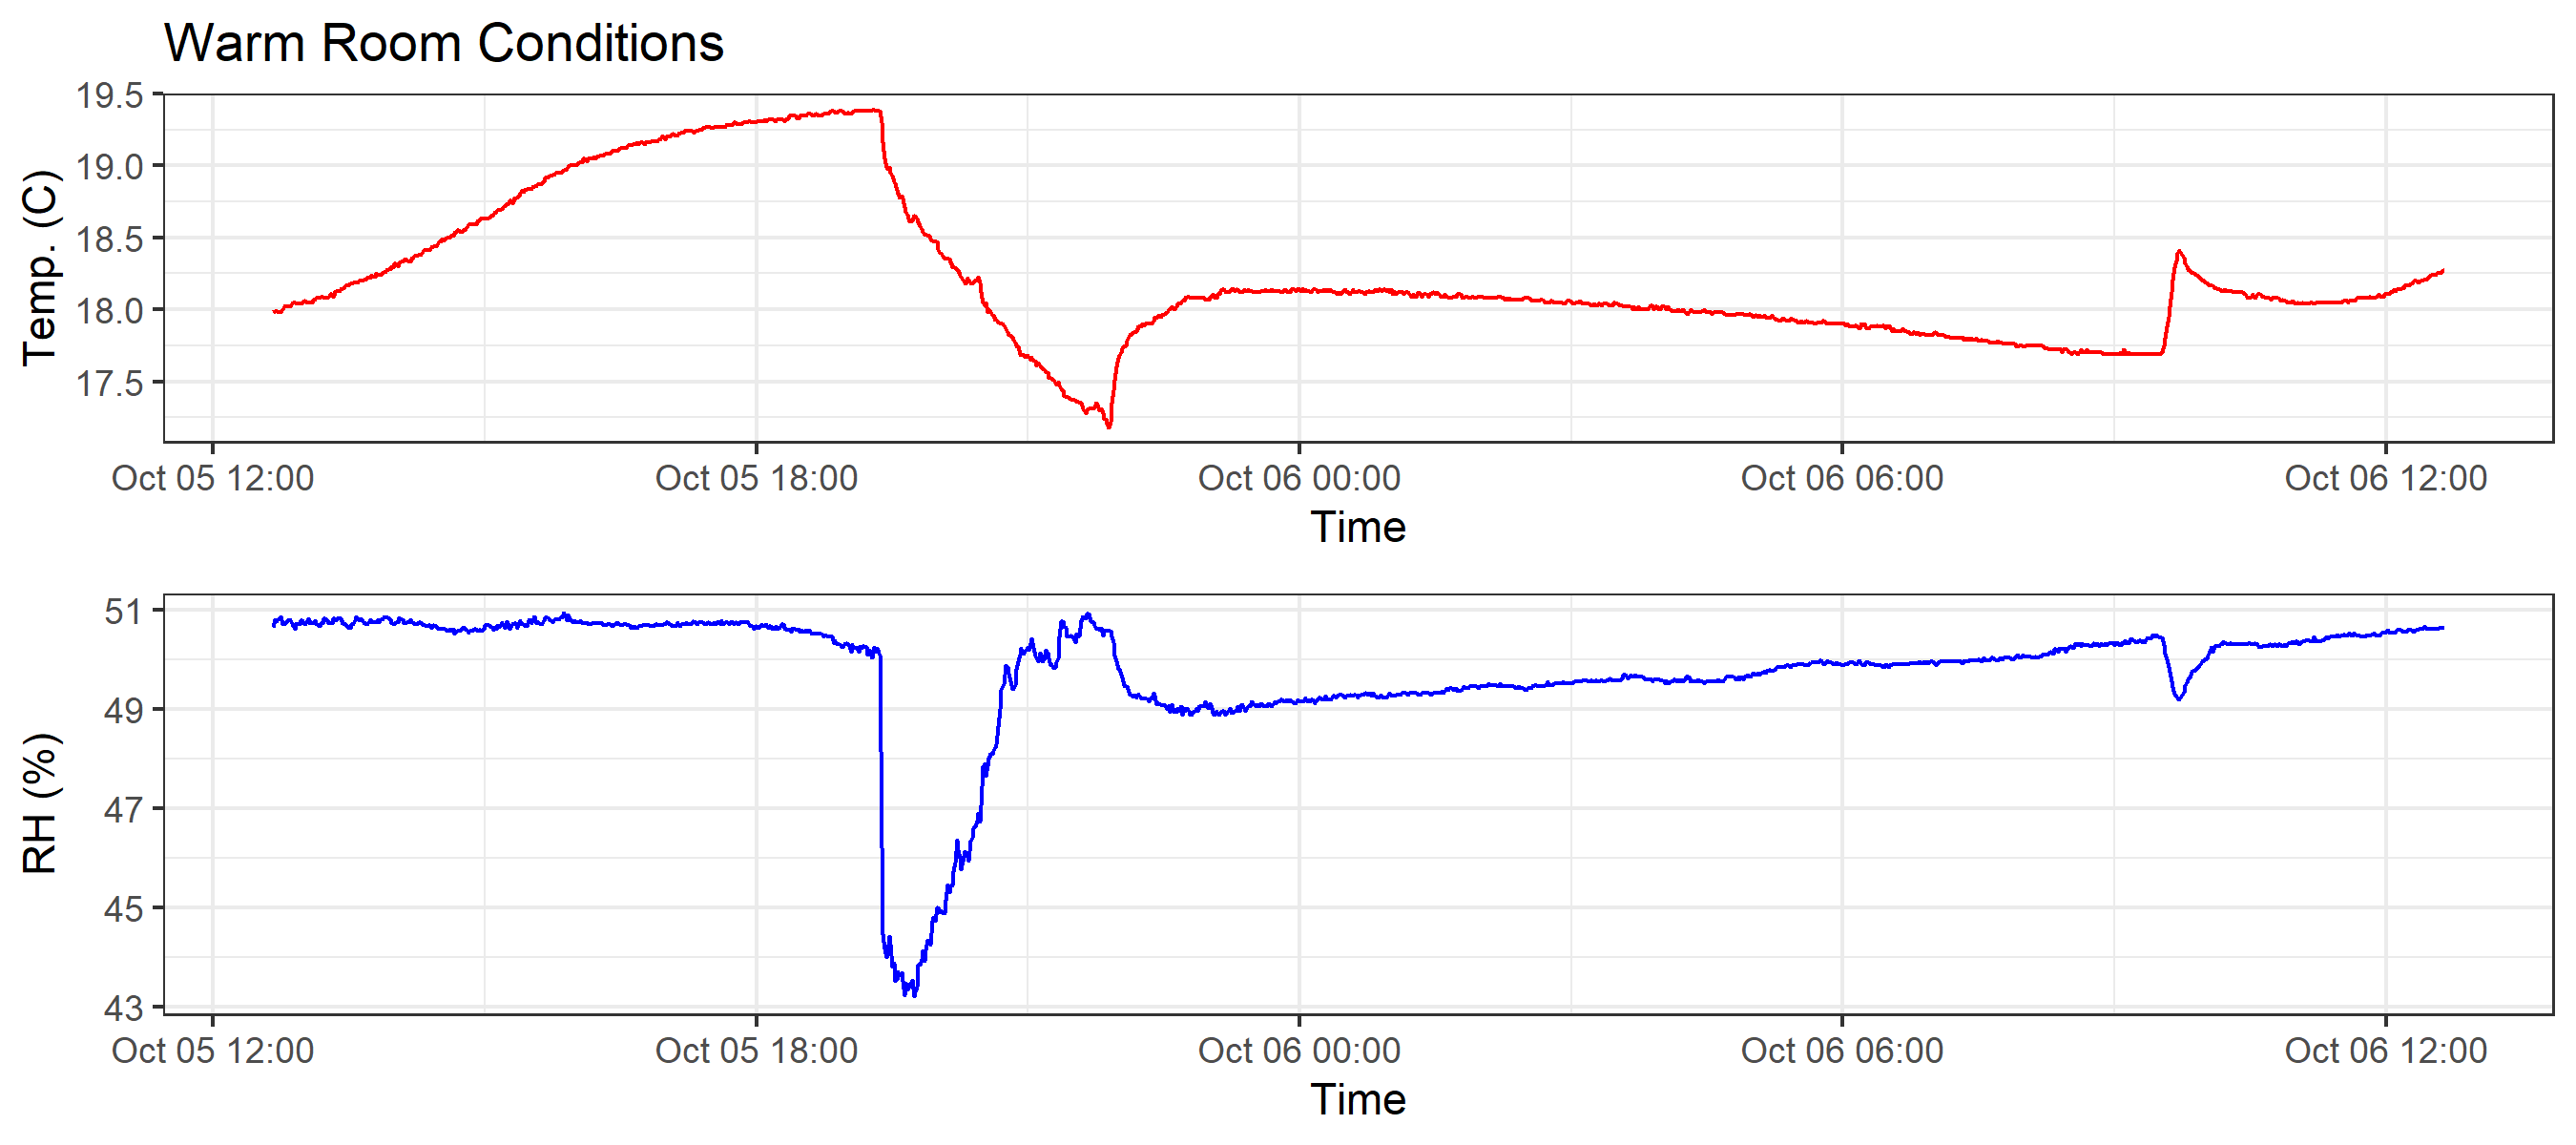 Warm Room Conditions
19.5
19.0
18.5
18.0
17.5
Temp. (C)
Oct 05 12:00 Oct 05 18:00 Oct 06 00:00 Oct 06 06:00 Oct 06 12:00
Time
51
49
47
45
43
RH (%)
Oct 05 12:00 Oct 05 18:00 Oct 06 00:00 Oct 06 06:00 Oct 06 12:00
Time